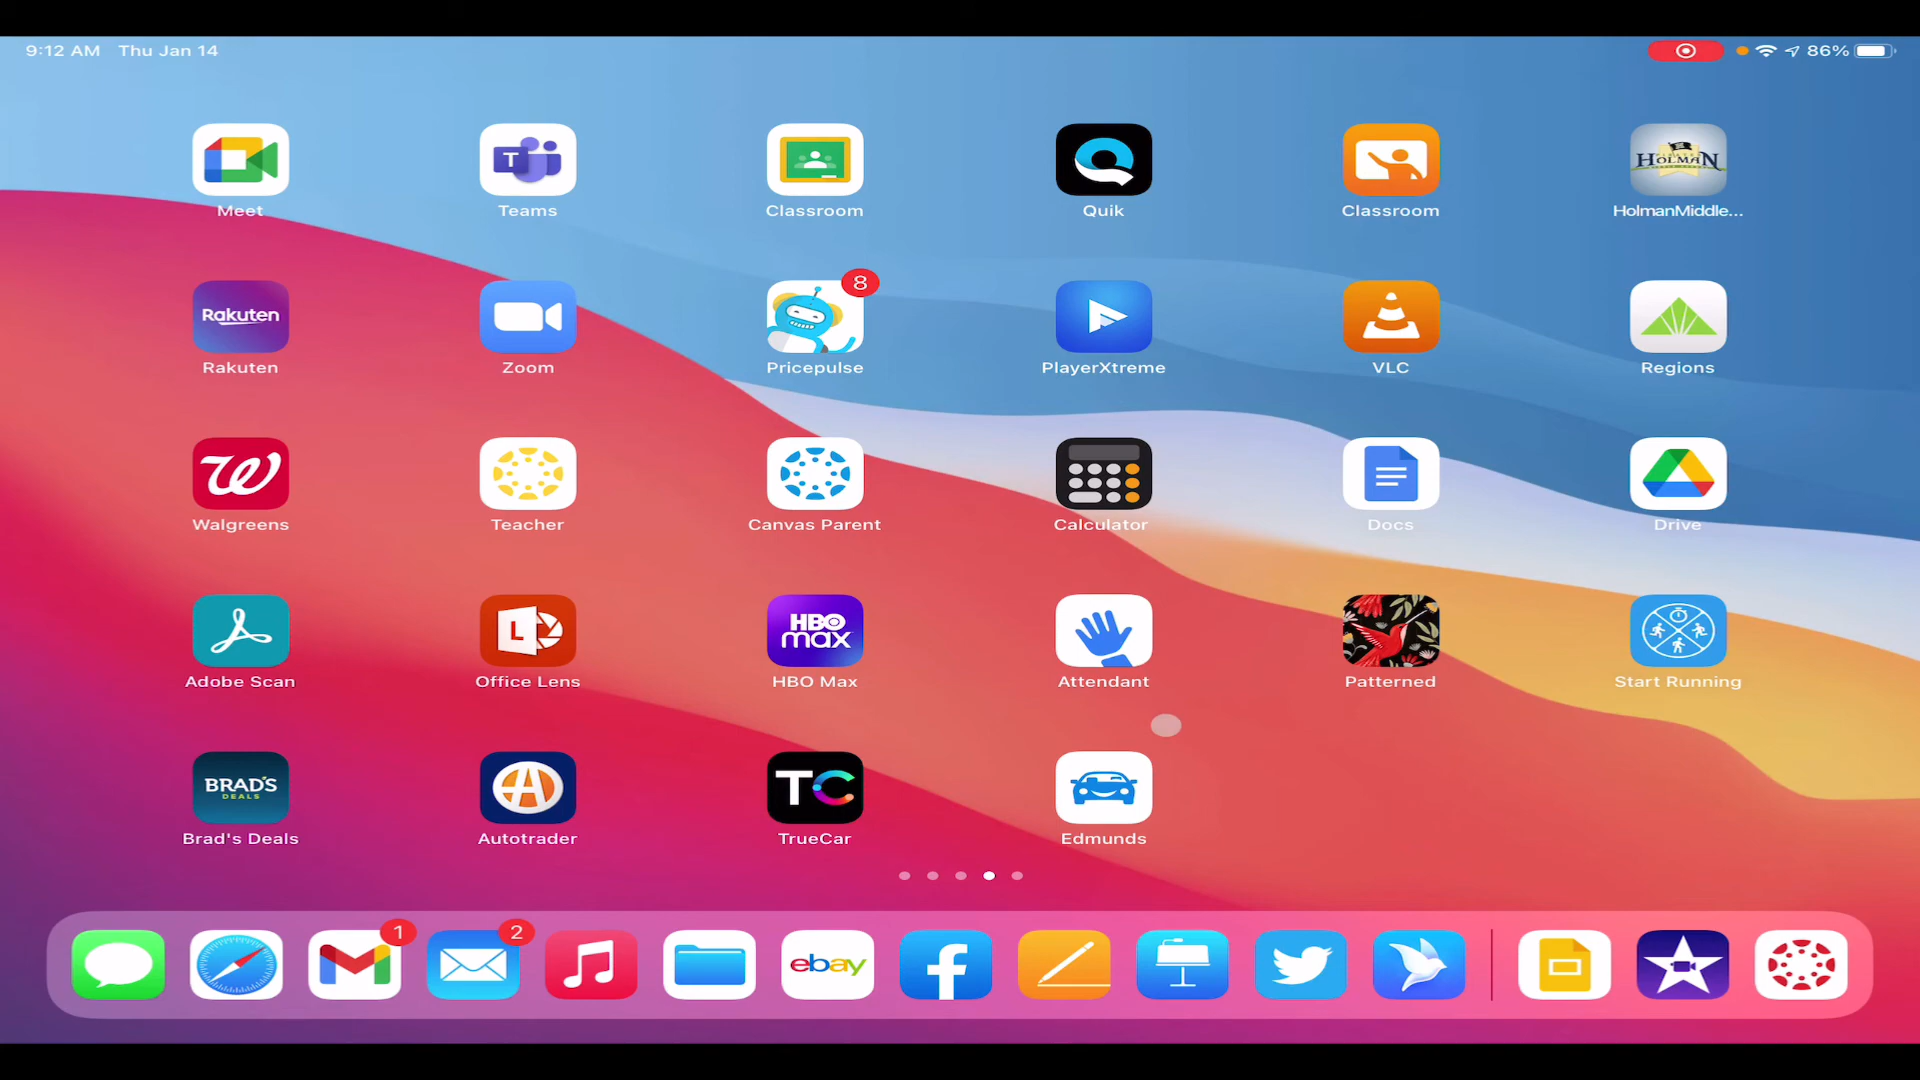 9:12 AM Thu Jan 14 86%
Meet Teams Classroom Quik Classroom HolmanMiddle...
T HOLMAN
8
Rakuten
Rakuten Zoom Pricepulse PlayerXtreme VLC Regions
W
Walgreens Teacher Canvas Parent Calculator Docs Drive
L HBO max
Adobe Scan Office Lens HBO Max Attendant Patterned Start Running
BRAD'S DEALS TC
Brad's Deals Autotrader TrueCar Edmunds
1 2
ebay